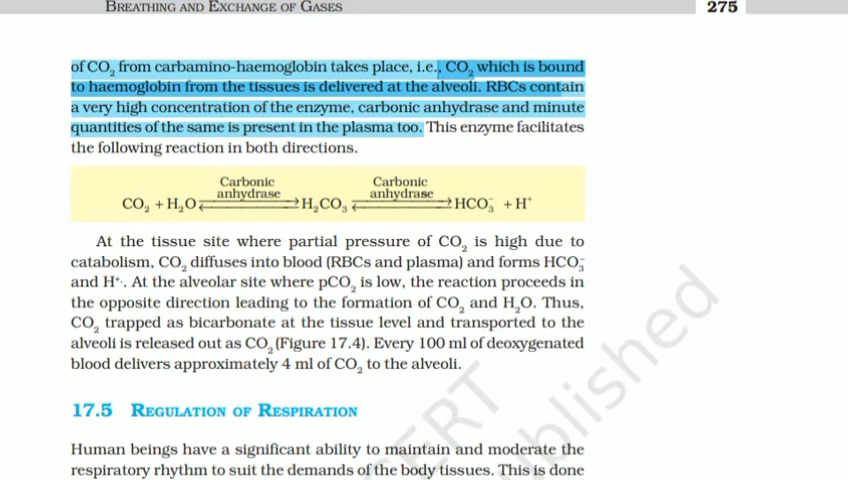 BREATHING AND EXCHANGE OF GASES 275
of CO₂ from carbamino-haemoglobin takes place, i.e., CO₂ which is bound
to haemoglobin from the tissues is delivered at the alveoli. RBCs contain
a very high concentration of the enzyme, carbonic anhydrase and minute
quantities of the same is present in the plasma too. This enzyme facilitates
the following reaction in both directions.
Carbonic Carbonic
anhydrase anhydrase
CO₂ + H₂O ⇌ H₂CO₃ ⇌ HCO₃⁻ + H⁺
At the tissue site where partial pressure of CO₂ is high due to
catabolism, CO₂ diffuses into blood (RBCs and plasma) and forms HCO₃⁻
and H⁺. At the alveolar site where pCO₂ is low, the reaction proceeds in
the opposite direction leading to the formation of CO₂ and H₂O. Thus,
CO₂ trapped as bicarbonate at the tissue level and transported to the
alveoli is released out as CO₂ (Figure 17.4). Every 100 ml of deoxygenated
blood delivers approximately 4 ml of CO₂ to the alveoli.
17.5 REGULATION OF RESPIRATION
Human beings have a significant ability to maintain and moderate the
respiratory rhythm to suit the demands of the body tissues. This is done